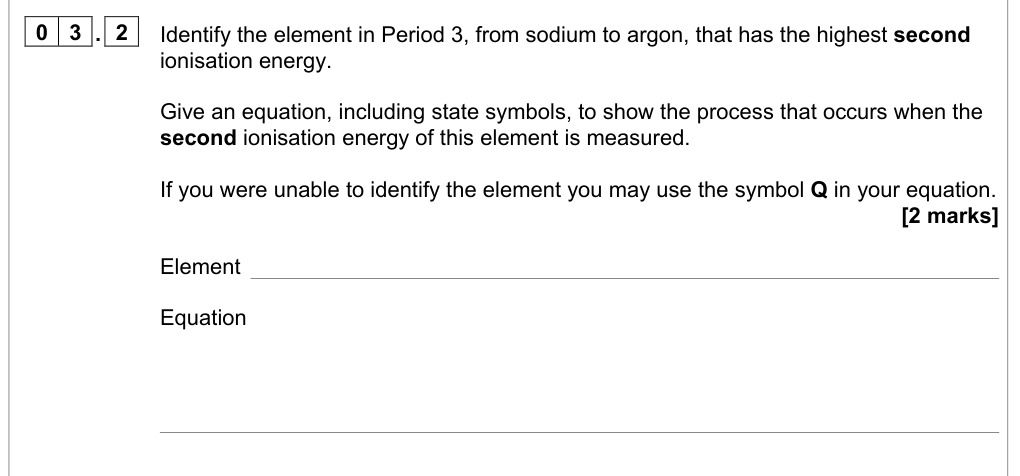 0 3 . 2 Identify the element in Period 3, from sodium to argon, that has the highest second
ionisation energy.
Give an equation, including state symbols, to show the process that occurs when the
second ionisation energy of this element is measured.
If you were unable to identify the element you may use the symbol Q in your equation.
[2 marks]
Element
Equation